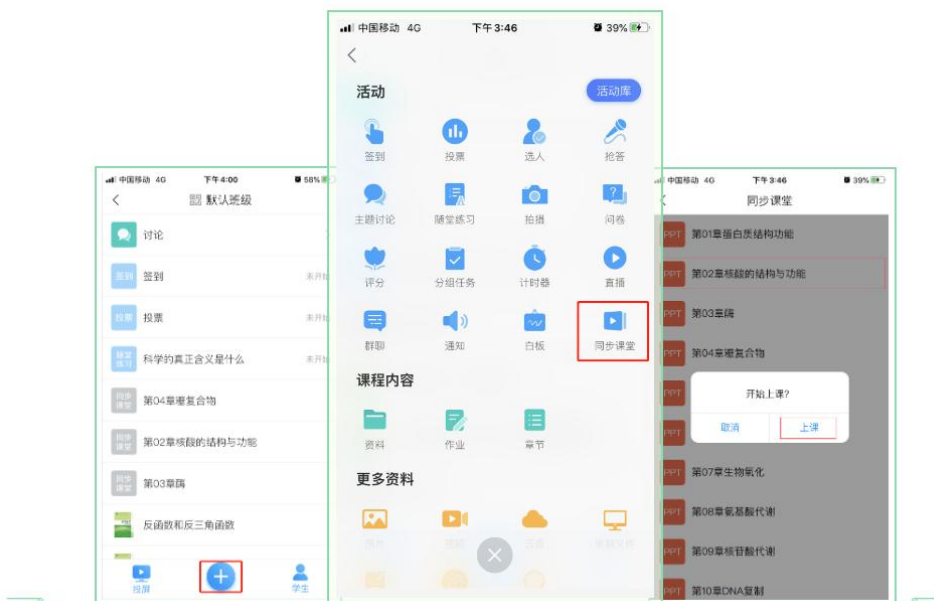 中国移动 4G 下午4:00 58%
默认班级
讨论
签到 签到 未开始
投票 投票 未开始
随堂练习 科学的真正含义是什么 未开始
同步课堂 第04章糖复合物
同步课堂 第02章核酸的结构与功能
同步课堂 第03章酶
反函数和反三角函数
投屏
学生
中国移动 4G 下午3:46 39%
活动 活动库
签到 投票 选人 抢答
主题讨论 随堂练习 拍摄 问卷
评分 分组任务 计时器 直播
群聊 通知 白板 同步课堂
课程内容
资料 作业 章节
更多资料
中国移动 4G 下午3:46 39%
同步课堂
PPT 第01章蛋白质结构功能
PPT 第02章核酸的结构与功能
PPT 第03章酶
PPT 第04章糖复合物
PPT
开始上课?
取消 上课
PPT
PPT 第07章生物氧化
PPT 第08章氨基酸代谢
PPT 第09章核苷酸代谢
PPT 第10章DNA复制